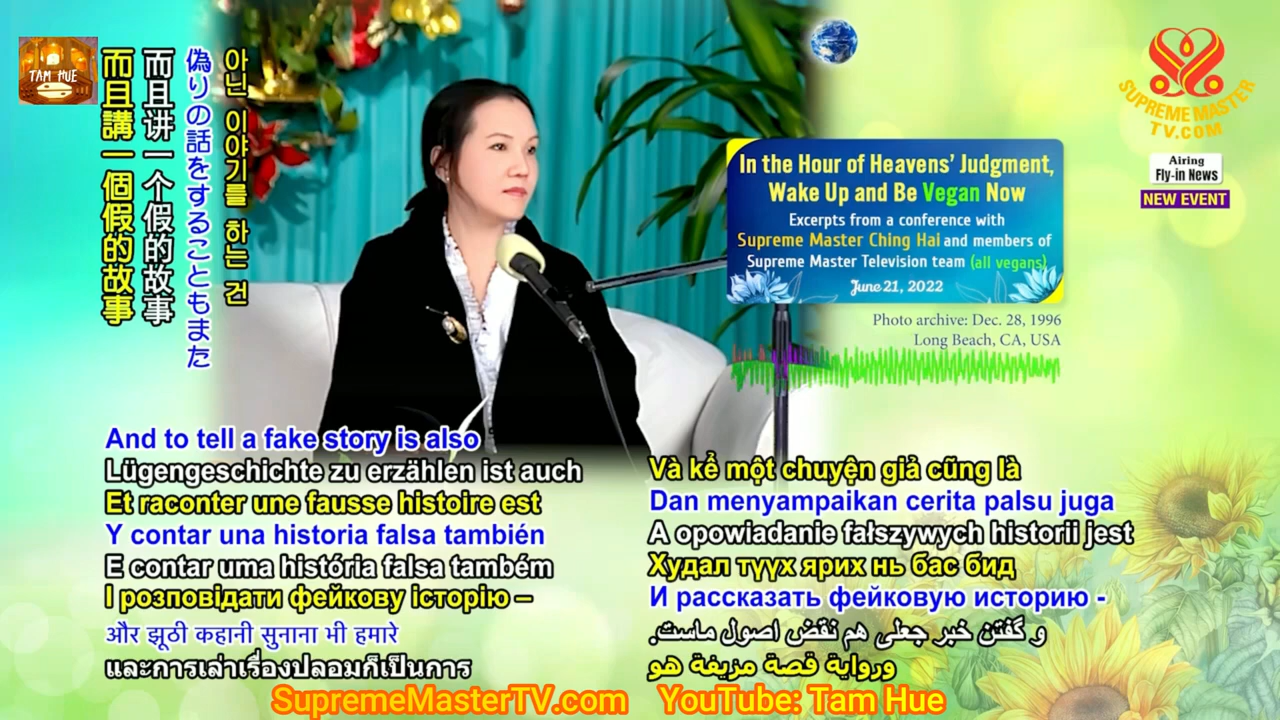 TAM HUE
而且講一個假的故事
而且讲一个假的故事
偽りの話をすることもまた
아닌 이야기를 하는 건
SUPREME MASTER
TV.COM
Airing
Fly-in News
NEW EVENT
In the Hour of Heavens’ Judgment,
Wake Up and Be Vegan Now
Excerpts from a conference with
Supreme Master Ching Hai and members of
Supreme Master Television team (all vegans)
June 21, 2022
Photo archive: Dec. 28, 1996
Long Beach, CA, USA
And to tell a fake story is also
Lügengeschichte zu erzählen ist auch
Et raconter une fausse histoire est
Y contar una historia falsa también
E contar uma história falsa também
І розповідати фейкову історію –
और झूठी कहानी सुनाना भी हमारे
และการเล่าเรื่องปลอมก็เป็นการ
Và kể một chuyện giả cũng là
Dan menyampaikan cerita palsu juga
A opowiadanie fałszywych historii jest
Худал түүх ярих нь бас бид
И рассказать фейковую историю -
و گفتن خبر جعلی هم نقض اصول ماست.
ورواية قصة مزيفة هو
SupremeMasterTV.com YouTube: Tam Hue